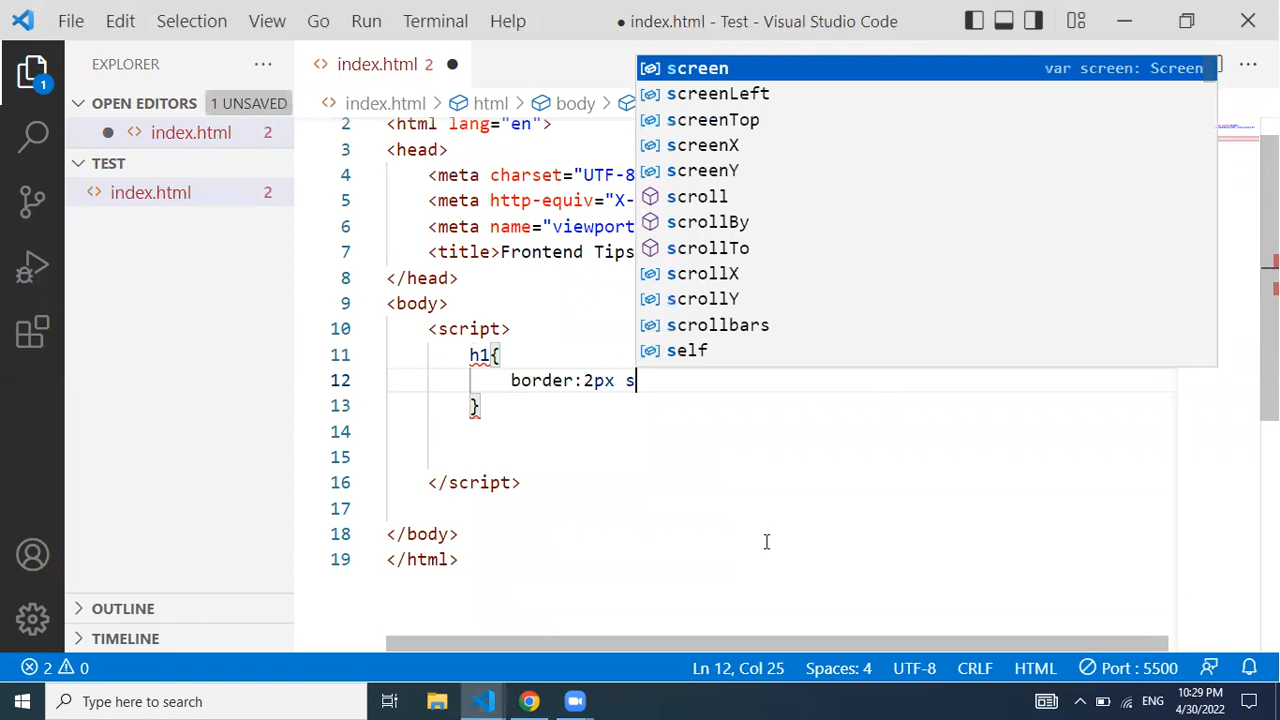 File Edit Selection View Go Run Terminal Help ● index.html - Test - Visual Studio Code
EXPLORER ···
index.html 2 ●
OPEN EDITORS 1 UNSAVED
● index.html 2
TEST
index.html 2
1
index.html > html > body >
2 <html lang="en">
3 <head>
4 <meta charset="UTF-8
5 <meta http-equiv="X-
6 <meta name="viewport
7 <title>Frontend Tips
8 </head>
9 <body>
10 <script>
11 h1{
12 border:2px s
13 }
14
15
16 </script>
17
18 </body>
19 </html>
screen var screen: Screen
screenLeft
screenTop
screenX
screenY
scroll
scrollBy
scrollTo
scrollX
scrollY
scrollbars
self
OUTLINE
TIMELINE
2 0 Ln 12, Col 25 Spaces: 4 UTF-8 CRLF HTML Port : 5500
Type here to search ENG 10:29 PM
4/30/2022